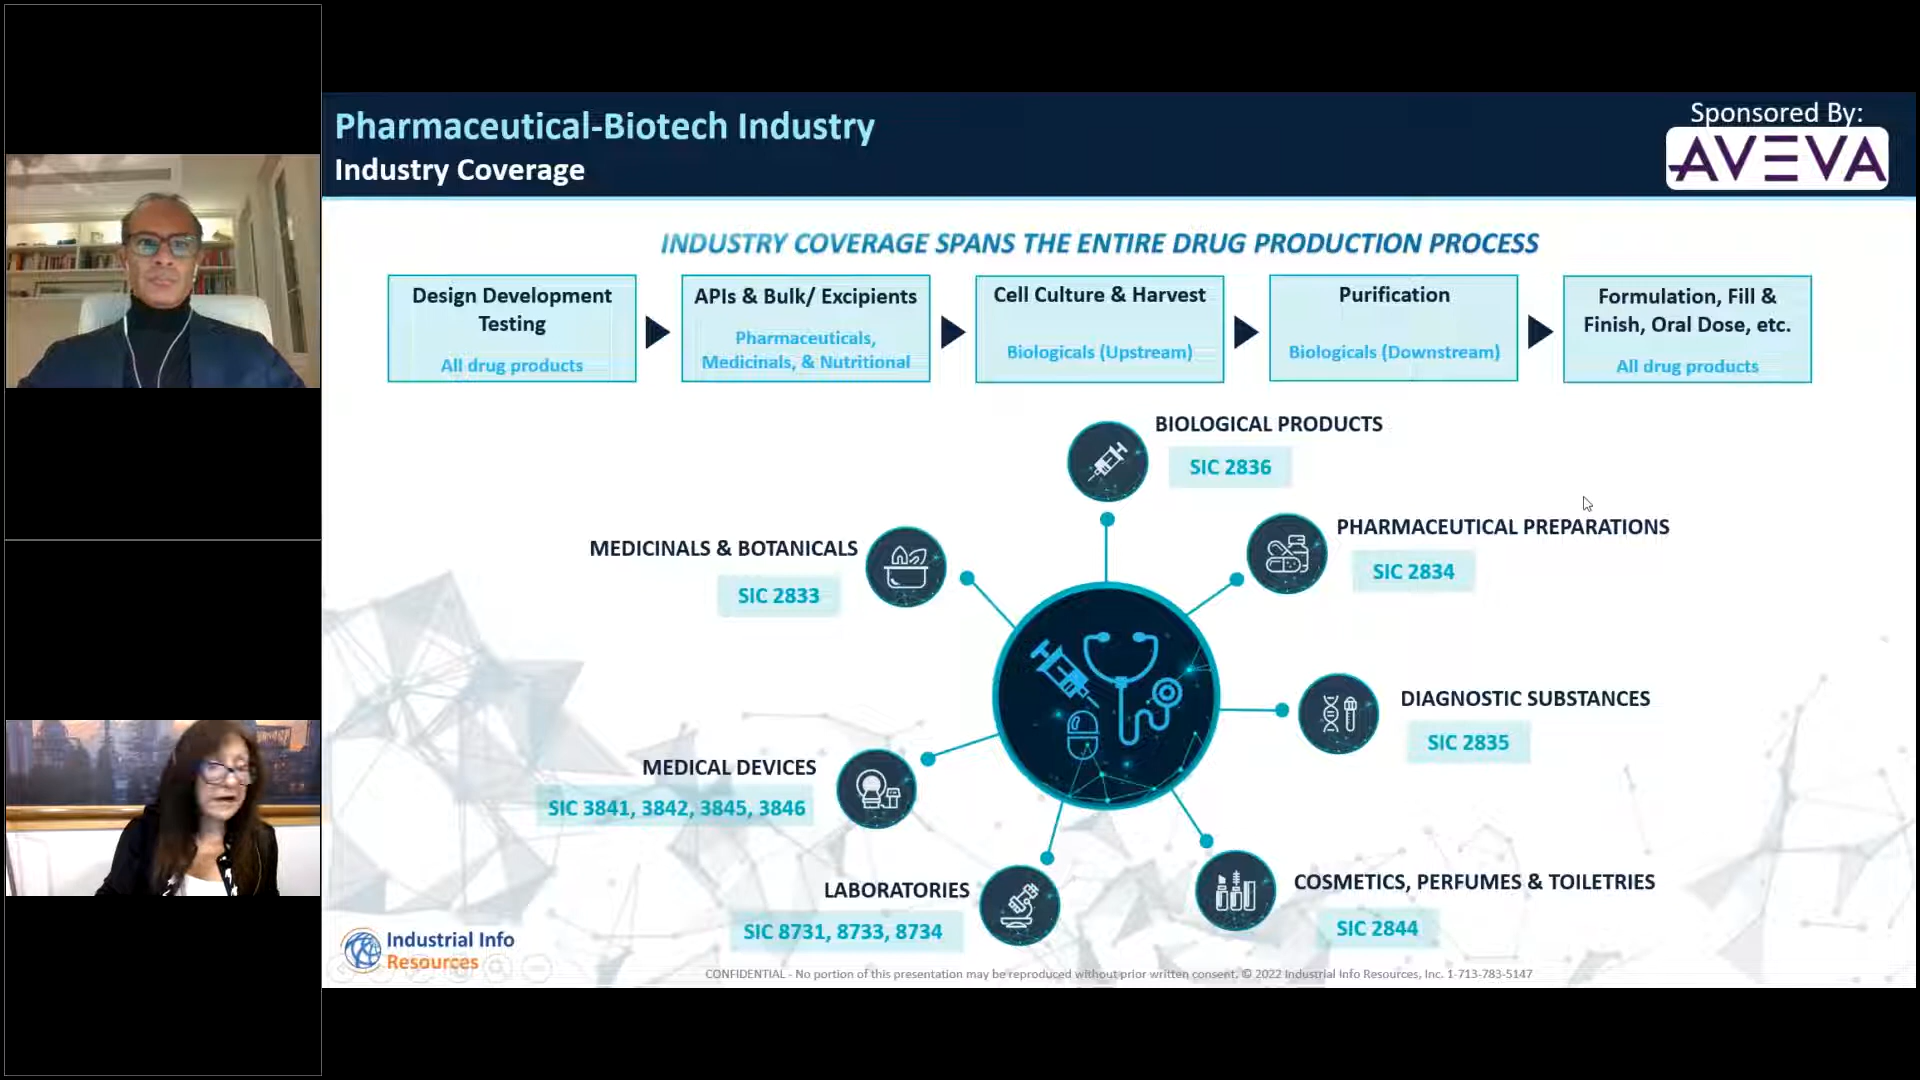 Pharmaceutical-Biotech Industry
Industry Coverage
Sponsored By:
AVEVA
INDUSTRY COVERAGE SPANS THE ENTIRE DRUG PRODUCTION PROCESS
Design Development
Testing
All drug products
APIs & Bulk/ Excipients
Pharmaceuticals,
Medicinals, & Nutritional
Cell Culture & Harvest
Biologicals (Upstream)
Purification
Biologicals (Downstream)
Formulation, Fill &
Finish, Oral Dose, etc.
All drug products
BIOLOGICAL PRODUCTS
SIC 2836
PHARMACEUTICAL PREPARATIONS
SIC 2834
MEDICINALS & BOTANICALS
SIC 2833
DIAGNOSTIC SUBSTANCES
SIC 2835
MEDICAL DEVICES
SIC 3841, 3842, 3845, 3846
LABORATORIES
SIC 8731, 8733, 8734
COSMETICS, PERFUMES & TOILETRIES
SIC 2844
Industrial Info
Resources
CONFIDENTIAL - No portion of this presentation may be reproduced without prior written consent. © 2022 Industrial Info Resources, Inc. 1-713-783-5147